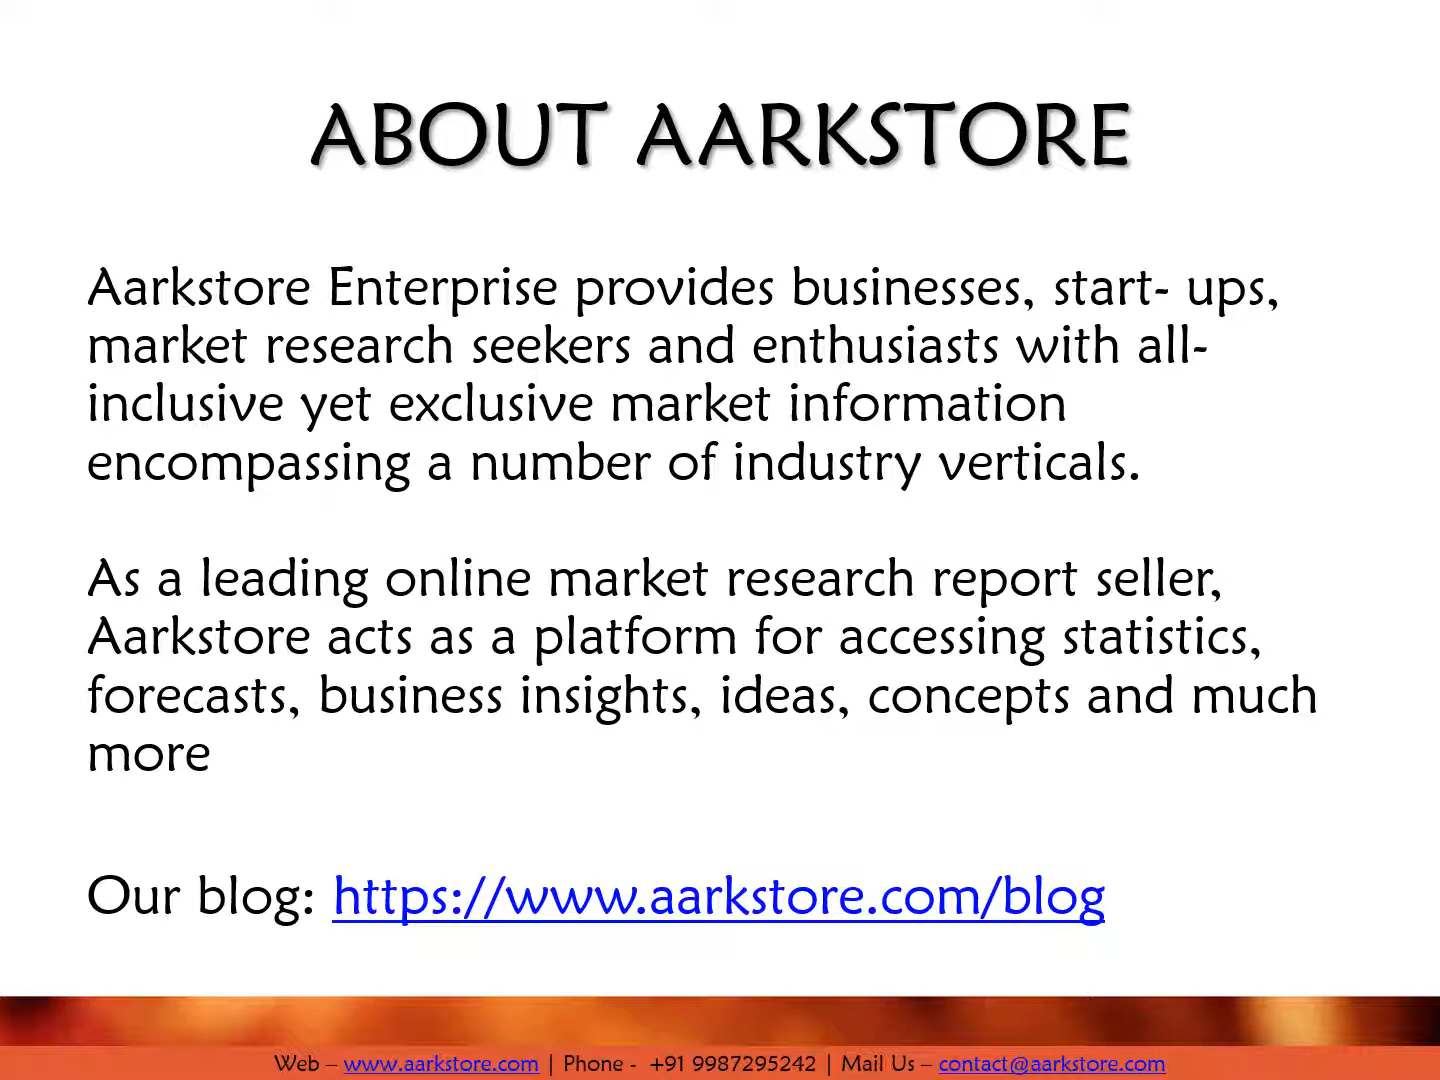 ABOUT AARKSTORE
Aarkstore Enterprise provides businesses, start- ups,
market research seekers and enthusiasts with all-
inclusive yet exclusive market information
encompassing a number of industry verticals.
As a leading online market research report seller,
Aarkstore acts as a platform for accessing statistics,
forecasts, business insights, ideas, concepts and much
more
Our blog: https://www.aarkstore.com/blog
Web – www.aarkstore.com | Phone - +91 9987295242 | Mail Us – contact@aarkstore.com